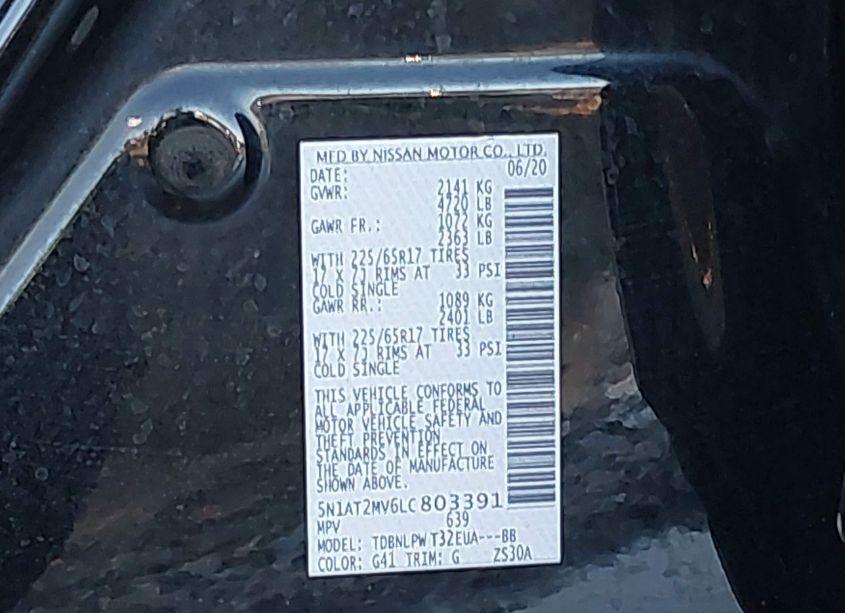 MFD BY NISSAN MOTOR CO., LTD.
DATE: 06/20
GVWR: 2141 KG
4720 LB
GAWR FR.: 1072 KG
2363 LB
WITH 225/65R17 TIRES
17 X 7J RIMS AT 33 PSI
COLD SINGLE
GAWR RR.: 1089 KG
2401 LB
WITH 225/65R17 TIRES
17 X 7J RIMS AT 33 PSI
COLD SINGLE
THIS VEHICLE CONFORMS TO
ALL APPLICABLE FEDERAL
MOTOR VEHICLE SAFETY AND
THEFT PREVENTION
STANDARDS IN EFFECT ON
THE DATE OF MANUFACTURE
SHOWN ABOVE.
5N1AT2MV6LC803391
MPV 639
MODEL: TDBNLPW T32EUA---BB
COLOR: G41 TRIM: G ZS30A